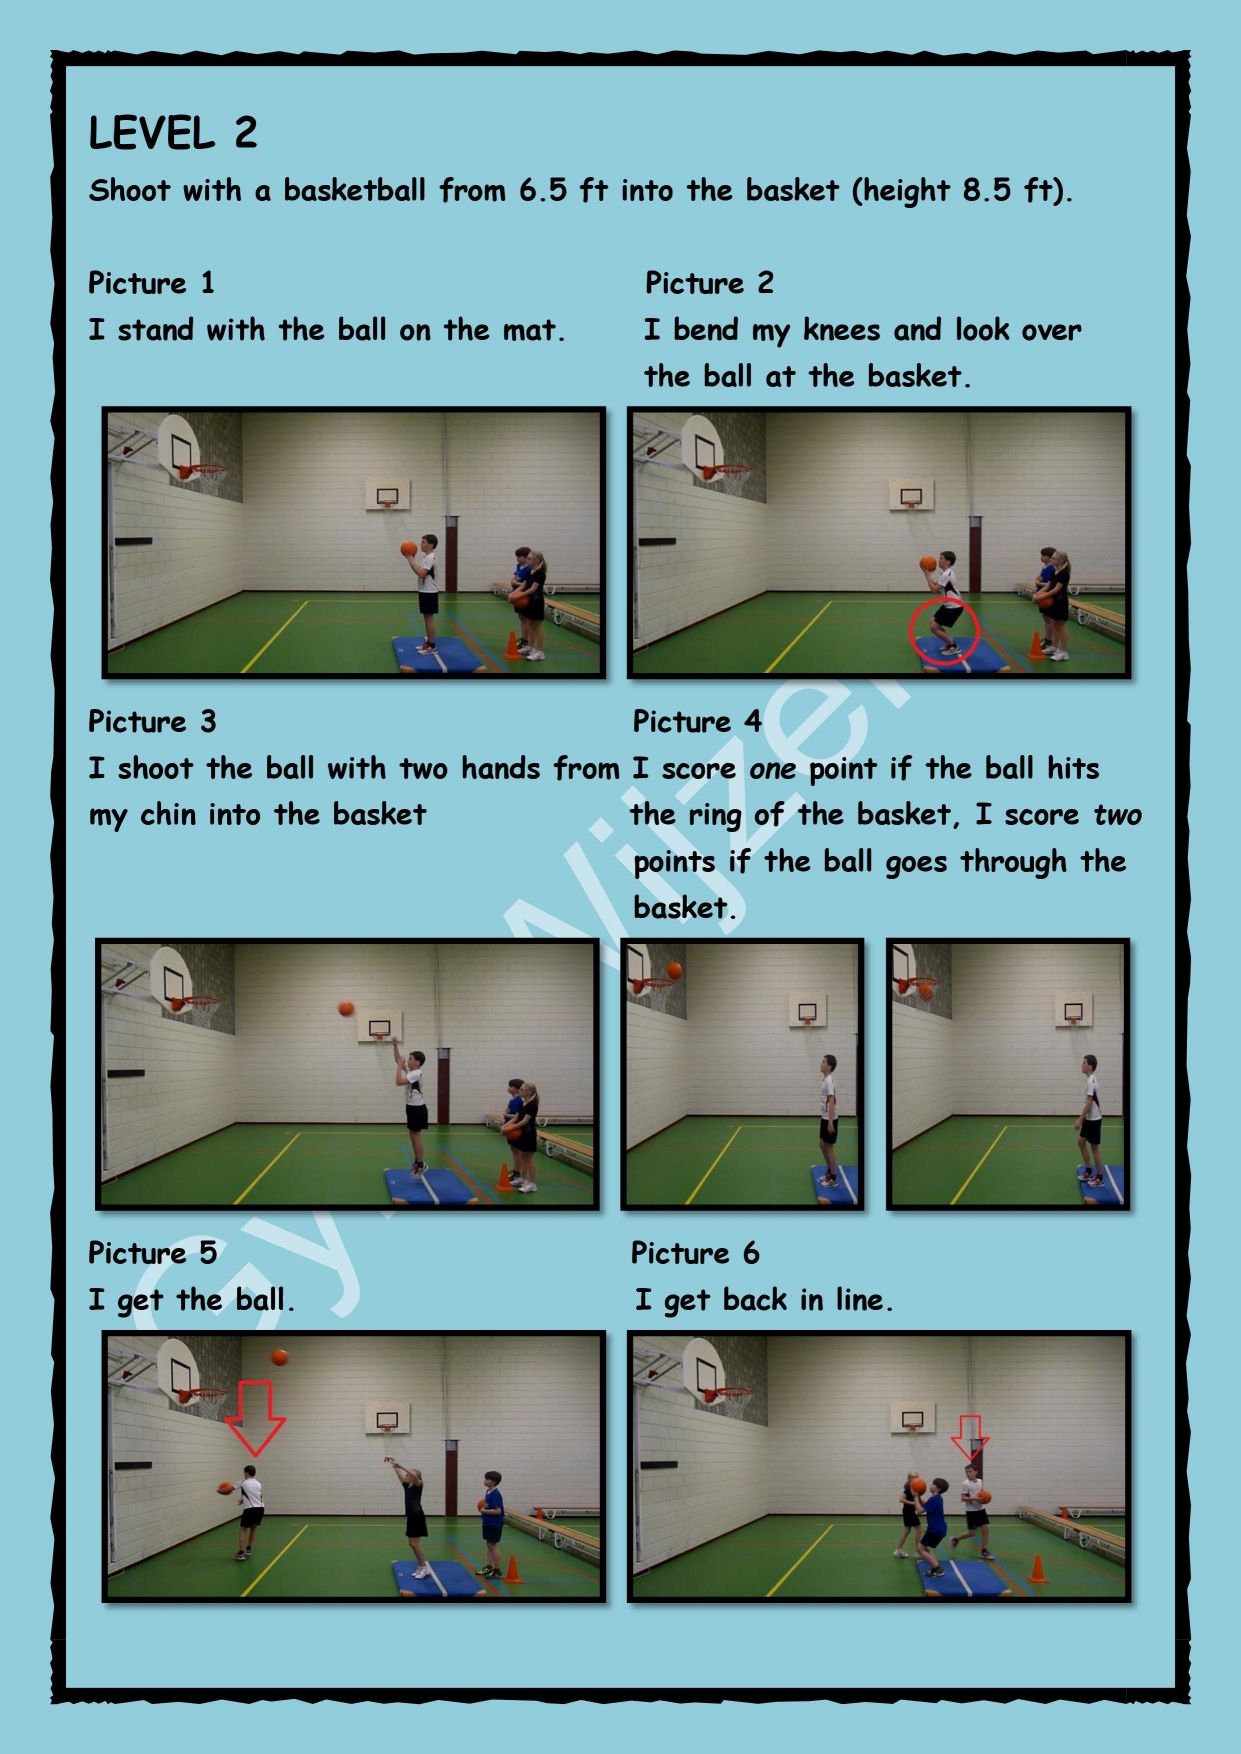 LEVEL 2
Shoot with a basketball from 6.5 ft into the basket (height 8.5 ft).
Picture 1
I stand with the ball on the mat.
Picture 2
I bend my knees and look over
the ball at the basket.
Picture 3
I shoot the ball with two hands from
my chin into the basket
Picture 4
I score one point if the ball hits
the ring of the basket, I score two
points if the ball goes through the
basket.
Picture 5
I get the ball.
Picture 6
I get back in line.